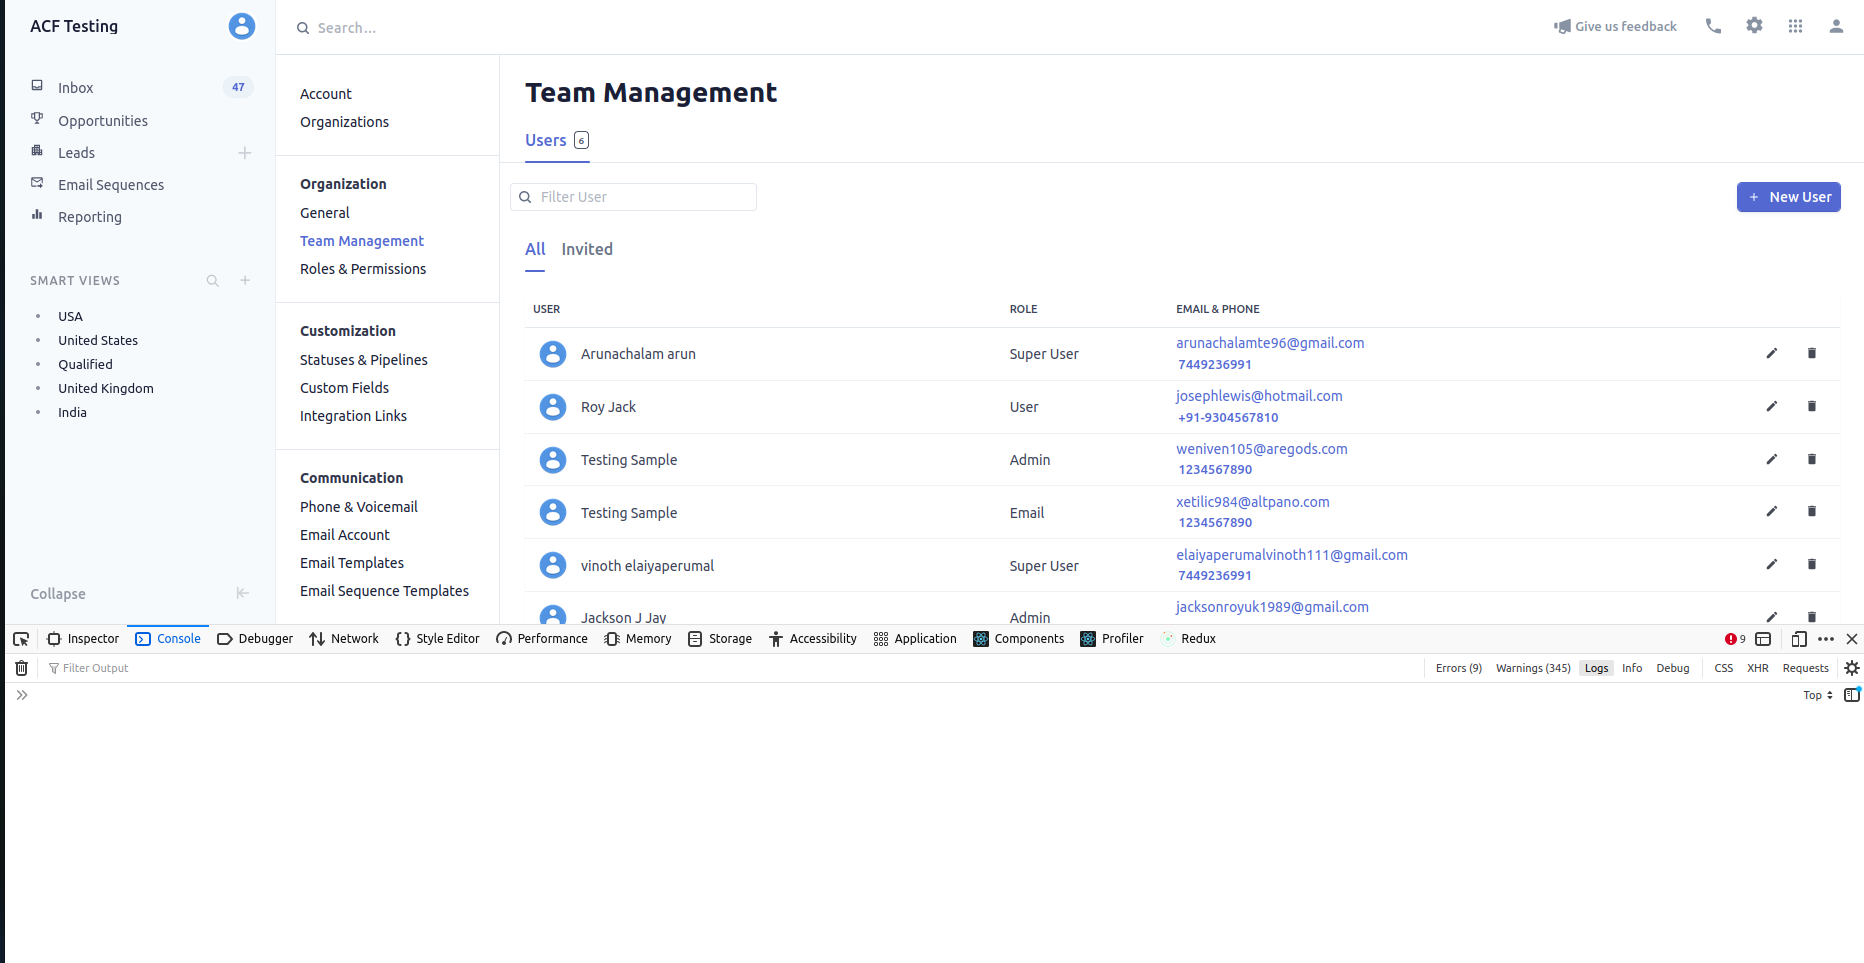 ACF Testing
Search...
Give us feedback
Inbox 47
Opportunities
Leads
Email Sequences
Reporting
SMART VIEWS
USA
United States
Qualified
United Kingdom
India
Collapse
Account
Organizations
Organization
General
Team Management
Roles & Permissions
Customization
Statuses & Pipelines
Custom Fields
Integration Links
Communication
Phone & Voicemail
Email Account
Email Templates
Email Sequence Templates
Team Management
Users 6
Filter User
+ New User
All Invited
USER ROLE EMAIL & PHONE
Arunachalam arun Super User arunachalamte96@gmail.com
7449236991
Roy Jack User josephlewis@hotmail.com
+91-9304567810
Testing Sample Admin weniven105@aregods.com
1234567890
Testing Sample Email xetilic984@altpano.com
1234567890
vinoth elaiyaperumal Super User elaiyaperumalvinoth111@gmail.com
7449236991
Jackson J Jay Admin jacksonroyuk1989@gmail.com
Inspector Console Debugger Network Style Editor Performance Memory Storage Accessibility Application Components Profiler Redux 9
Filter Output Errors (9) Warnings (345) Logs Info Debug CSS XHR Requests
Top